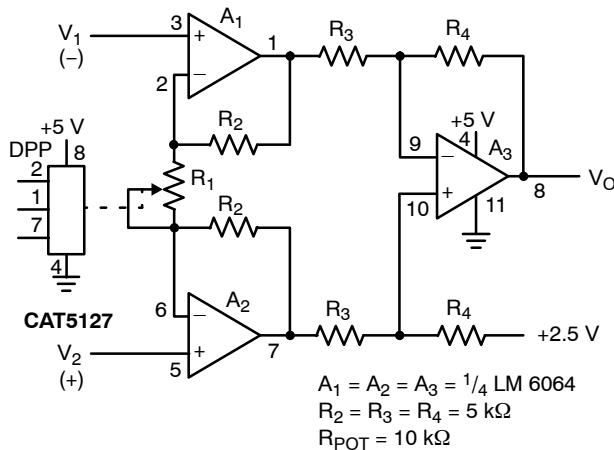 V1
(−)
3
+
A1
1
2
−
R3
R4
+5 V
DPP
8
2
1
7
4
R2
R1
R2
+5 V
4
9
−
A3
10
+
11
8
VO
CAT5127
6
−
A2
7
V2
(+)
5
+
R3
R4
+2.5 V
A1 = A2 = A3 = 1/4 LM 6064
R2 = R3 = R4 = 5 kΩ
RPOT = 10 kΩ